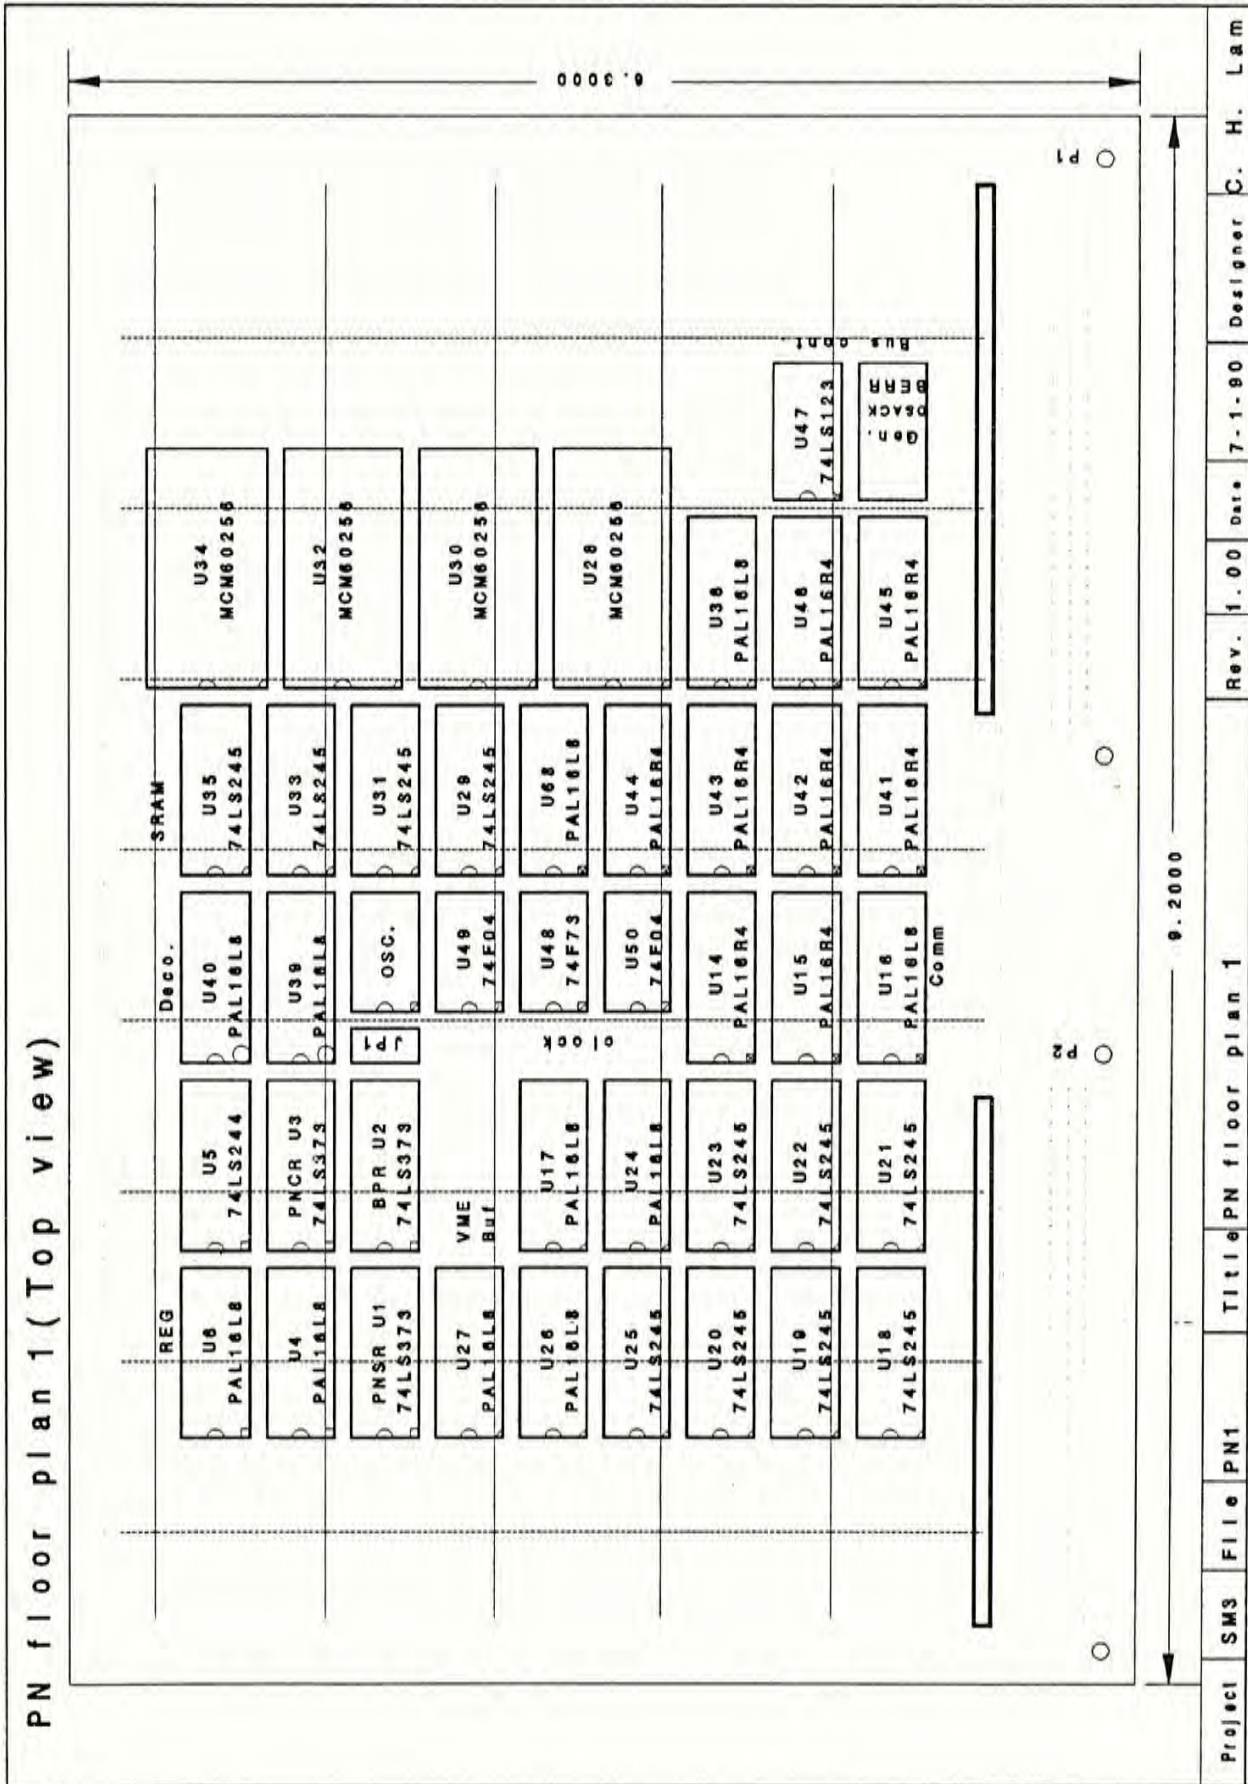 PN floor plan 1 (Top view)
REG
Deco.
SRAM
U6
PAL16L8
U5
74LS244
U40
PAL16L8
U35
74LS245
U34
MCM60256
U4
PAL16L8
PNCR U3
74LS373
U39
PAL16L8
U33
74LS245
U32
MCM60256
PNSR U1
74LS373
BPR U2
74LS373
JP1
OSC.
U31
74LS245
U30
MCM60256
U27
PAL16L8
VME
Buf
U49
74F04
U29
74LS245
U28
MCM60256
U26
PAL16L8
U17
PAL16L8
clock
U48
74F73
U68
PAL16L8
U25
74LS245
U24
PAL16L8
U50
74F04
U44
PAL16R4
U20
74LS245
U23
74LS245
U14
PAL16R4
U43
PAL16R4
U38
PAL16L8
U19
74LS245
U22
74LS245
U15
PAL16R4
U42
PAL16R4
U46
PAL16R4
U47
74LS123
Bus cont.
U18
74LS245
U21
74LS245
U16
PAL16L8
U41
PAL16R4
U45
PAL16R4
BERR
DSACK
Gen.
Comm
P2
P1
6.3000
9.2000
Project SM3 File PN1 Title PN floor plan 1 Rev. 1.00 Date 7-1-90 Designer C. H. Lam